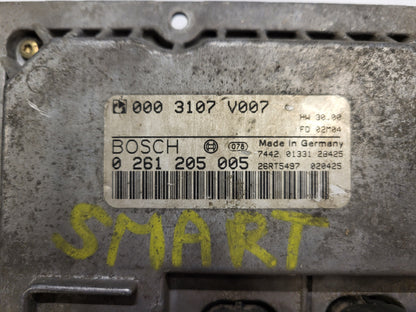 000 3107 V007
HW 30.00
FD 02M04
BOSCH 078 Made in Germany
0 261 205 005
7442 01331 28425
26RT5497 020425
SMART